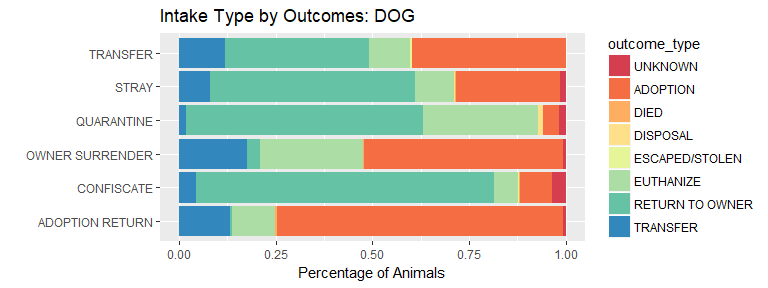 Intake Type by Outcomes: DOG
TRANSFER
STRAY
QUARANTINE
OWNER SURRENDER
CONFISCATE
ADOPTION RETURN
0.00 0.25 0.50 0.75 1.00
Percentage of Animals
outcome_type
UNKNOWN
ADOPTION
DIED
DISPOSAL
ESCAPED/STOLEN
EUTHANIZE
RETURN TO OWNER
TRANSFER